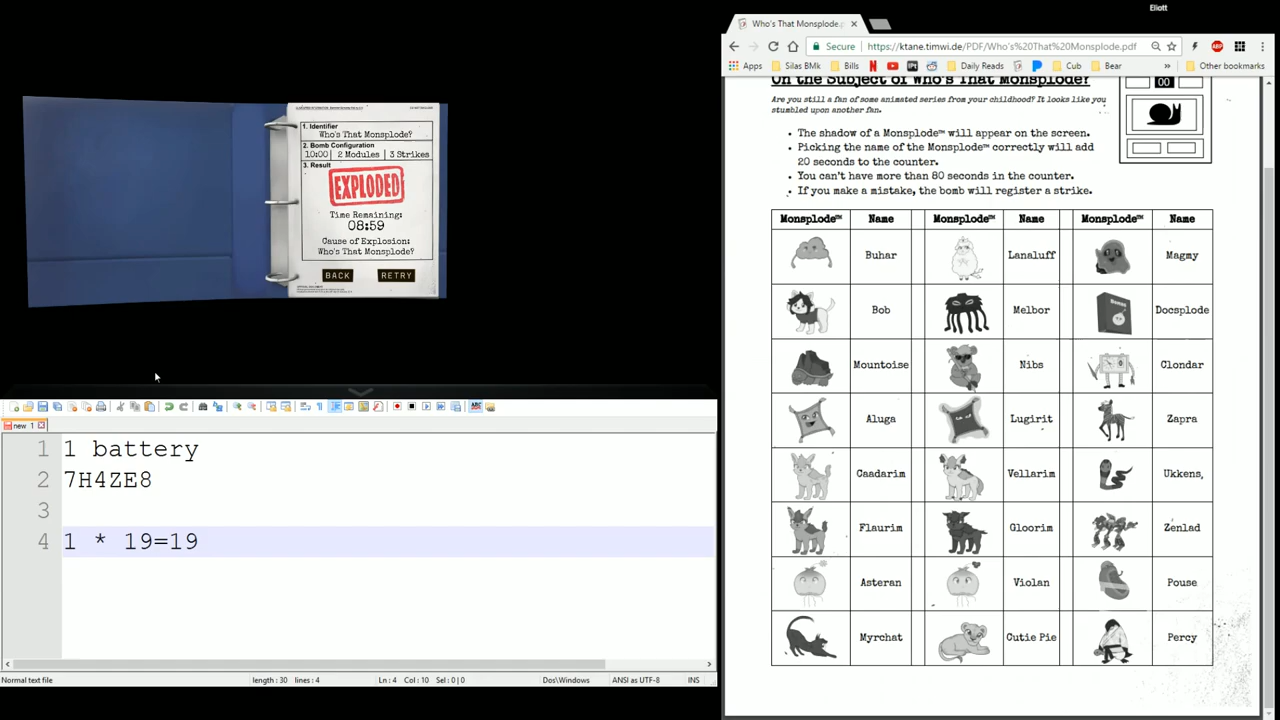 Eliott
Who's That Monsplode.p
Secure
https://ktane.timwi.de/PDF/Who's%20That%20Monsplode.pdf
Apps
Silas BMk
Bills
Daily Reads
Cub
Bear
»
Other bookmarks
On the Subject of Who's That Monsplode?
Are you still a fan of some animated series from your childhood? It looks like you
stumbled upon another fan.
The shadow of a Monsplode™ will appear on the screen.
Picking the name of the Monsplode™ correctly will add
20 seconds to the counter.
You can't have more than 80 seconds in the counter.
If you make a mistake, the bomb will register a strike.
00
Monsplode™ Name Monsplode™ Name Monsplode™ Name
Buhar Lanaluff Magmy
Bob Melbor Docsplode
Mountoise Nibs Clondar
Aluga Lugirit Zapra
Caadarim Vellarim Ukkens
Flaurim Gloorim Zenlad
Asteran Violan Pouse
Myrchat Cutie Pie Percy
1. Identifier
Who's That Monsplode?
2. Bomb Configuration
10:00 | 2 Modules | 3 Strikes
3. Result
EXPLODED
Time Remaining:
08:59
Cause of Explosion:
Who's That Monsplode?
BACK RETRY
new 1
1 1 battery
2 7H4ZE8
3
4 1 * 19=19
Normal text file
length : 30 lines : 4
Ln : 4 Col : 10 Sel : 0 | 0
Dos\Windows
ANSI as UTF-8
INS